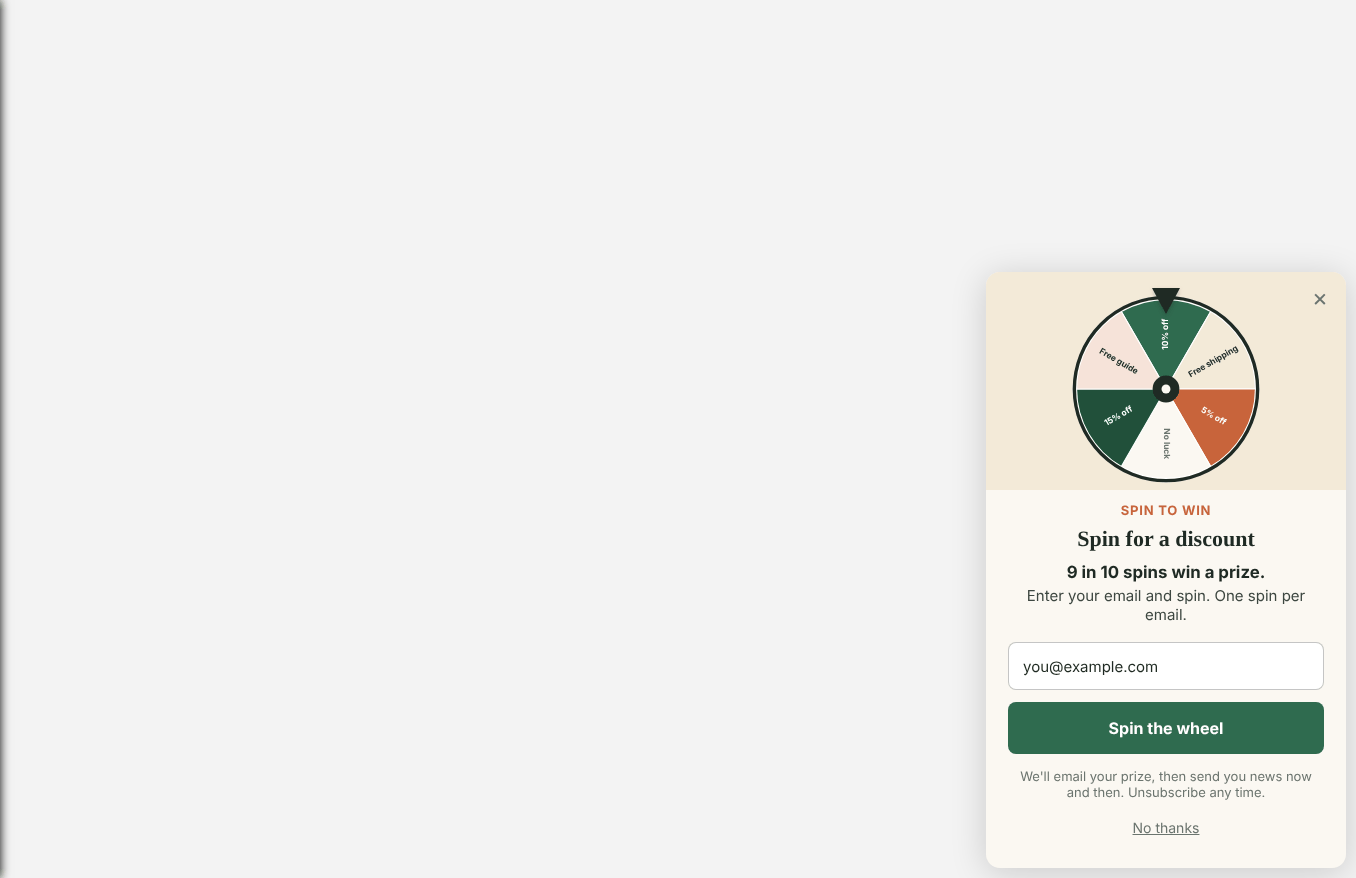 10% off
Free shipping
5% off
No luck
15% off
Free guide
SPIN TO WIN
Spin for a discount
9 in 10 spins win a prize.
Enter your email and spin. One spin per
email.
you@example.com
Spin the wheel
We'll email your prize, then send you news now
and then. Unsubscribe any time.
No thanks